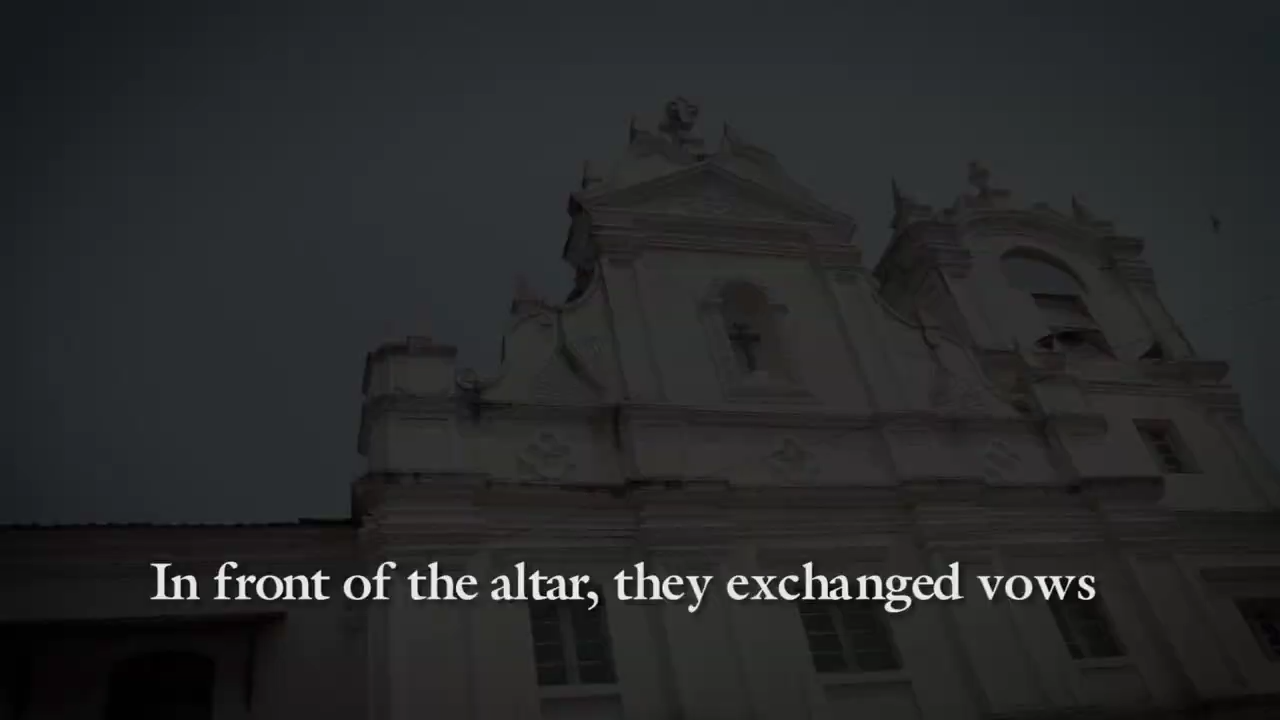 In front of the altar, they exchanged vows